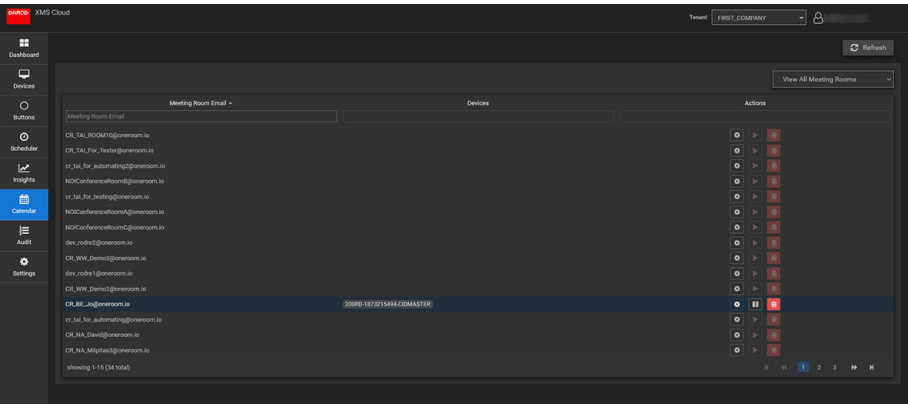 BARCO XMS Cloud
Tenant FIRST_COMPANY
Dashboard
Devices
Buttons
Scheduler
Insights
Calendar
Audit
Settings
Refresh
View All Meeting Rooms
Meeting Room Email Devices Actions
Meeting Room Email
CR_TAI_ROOM10@oneroom.io
CR_TAI_For_Tester@oneroom.io
cr_tai_for_automating2@oneroom.io
NOIConferenceRoomB@oneroom.io
cr_tai_for_testing@oneroom.io
NOIConferenceRoomA@oneroom.io
NOIConferenceRoomC@oneroom.io
dev_rodre2@oneroom.io
CR_WW_Demo3@oneroom.io
dev_rodre1@oneroom.io
CR_WW_Demo2@oneroom.io
CR_BE_Jo@oneroom.io 200RD-1873215494-CIDMASTER
cr_tai_for_automating@oneroom.io
CR_NA_David@oneroom.io
CR_NA_Milpitas3@oneroom.io
showing 1-15 (34 total) 1 2 3